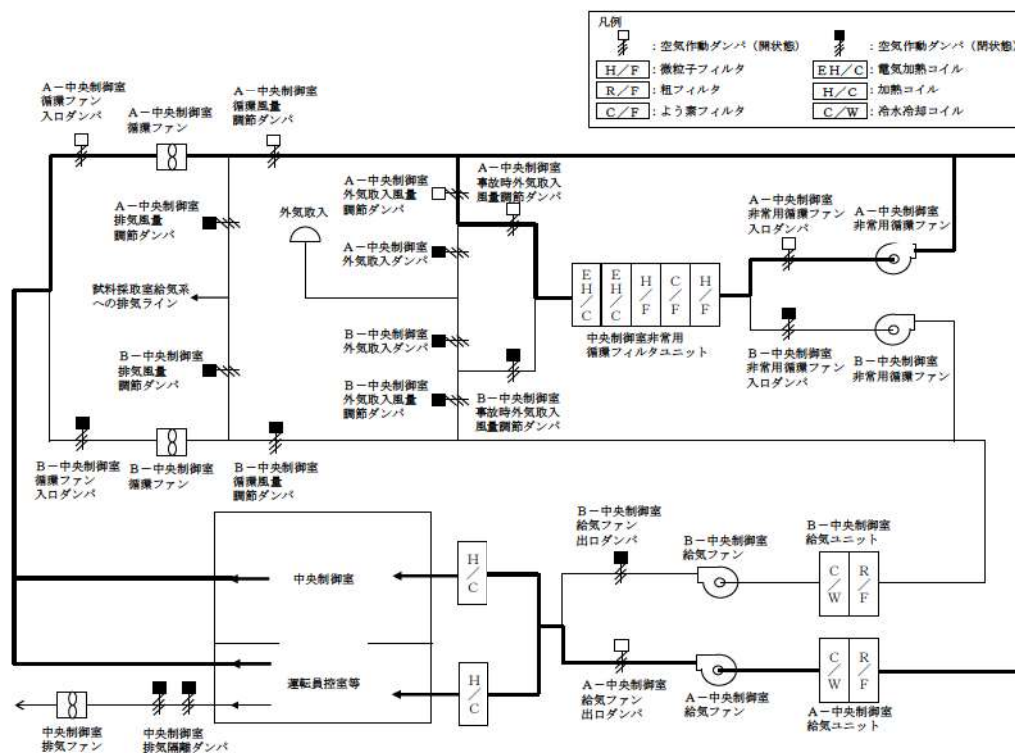 凡例
：空気作動ダンパ（開状態）
：空気作動ダンパ（閉状態）
H／F：微粒子フィルタ
EH／C：電気加熱コイル
R／F：粗フィルタ
H／C：加熱コイル
C／F：よう素フィルタ
C／W：冷水冷却コイル
A－中央制御室
循環ファン
入口ダンパ
A－中央制御室
循環ファン
A－中央制御室
循環風量
調節ダンパ
A－中央制御室
外気取入風量
調節ダンパ
A－中央制御室
事故時外気取入
風量調節ダンパ
A－中央制御室
非常用循環ファン
入口ダンパ
A－中央制御室
非常用循環ファン
A－中央制御室
排気風量
調節ダンパ
外気取入
A－中央制御室
外気取入ダンパ
試料採取室給気系
への排気ライン
EH／C
EH／C
H／F
C／F
H／F
中央制御室非常用
循環フィルタユニット
B－中央制御室
外気取入ダンパ
B－中央制御室
排気風量
調節ダンパ
B－中央制御室
外気取入風量
調節ダンパ
B－中央制御室
事故時外気取入
風量調節ダンパ
B－中央制御室
非常用循環ファン
入口ダンパ
B－中央制御室
非常用循環ファン
B－中央制御室
循環ファン
入口ダンパ
B－中央制御室
循環ファン
B－中央制御室
循環風量
調節ダンパ
B－中央制御室
給気ファン
出口ダンパ
B－中央制御室
給気ファン
B－中央制御室
給気ユニット
C／W
R／F
中央制御室
H／C
運転員控室等
H／C
A－中央制御室
給気ファン
出口ダンパ
A－中央制御室
給気ファン
C／W
R／F
A－中央制御室
給気ユニット
中央制御室
排気ファン
中央制御室
排気隔離ダンパ